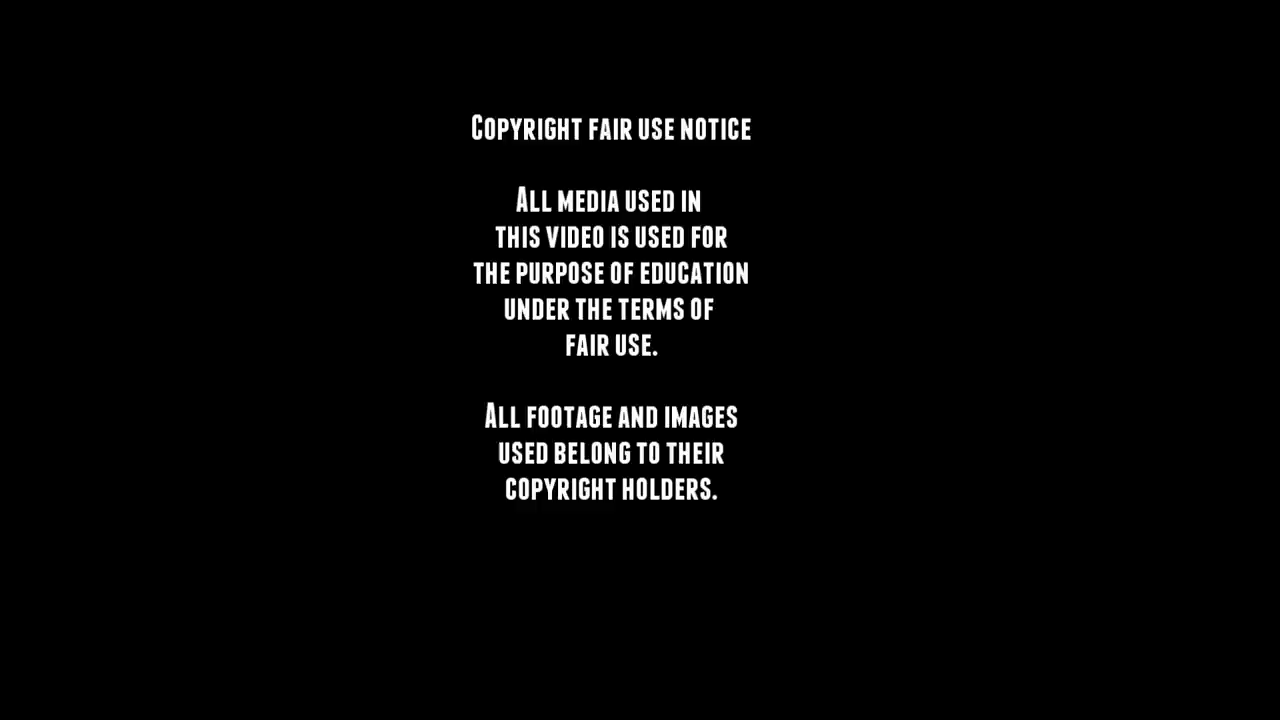 Copyright fair use notice
All media used in
this video is used for
the purpose of education
under the terms of
fair use.
All footage and images
used belong to their
copyright holders.